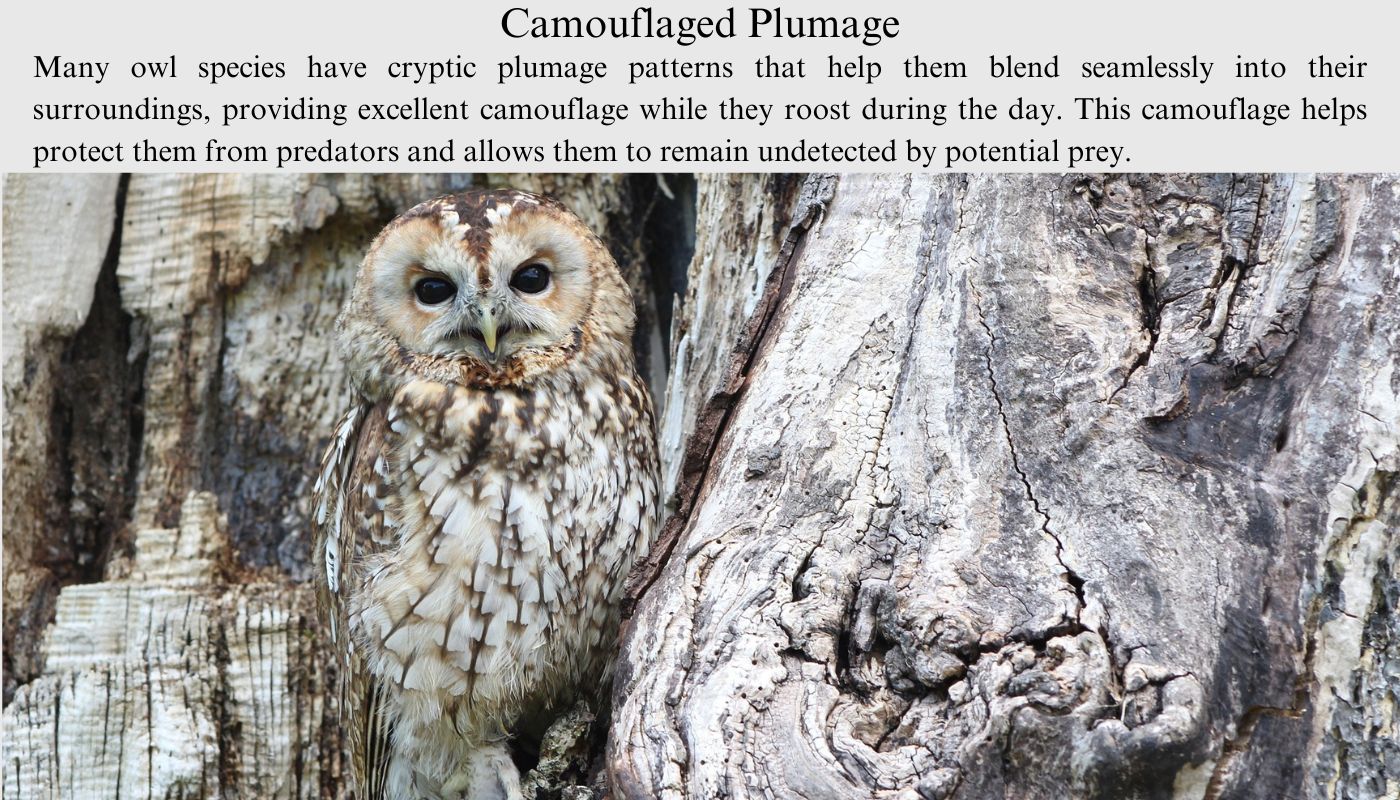 Camouflaged Plumage
Many owl species have cryptic plumage patterns that help them blend seamlessly into their
surroundings, providing excellent camouflage while they roost during the day. This camouflage helps
protect them from predators and allows them to remain undetected by potential prey.